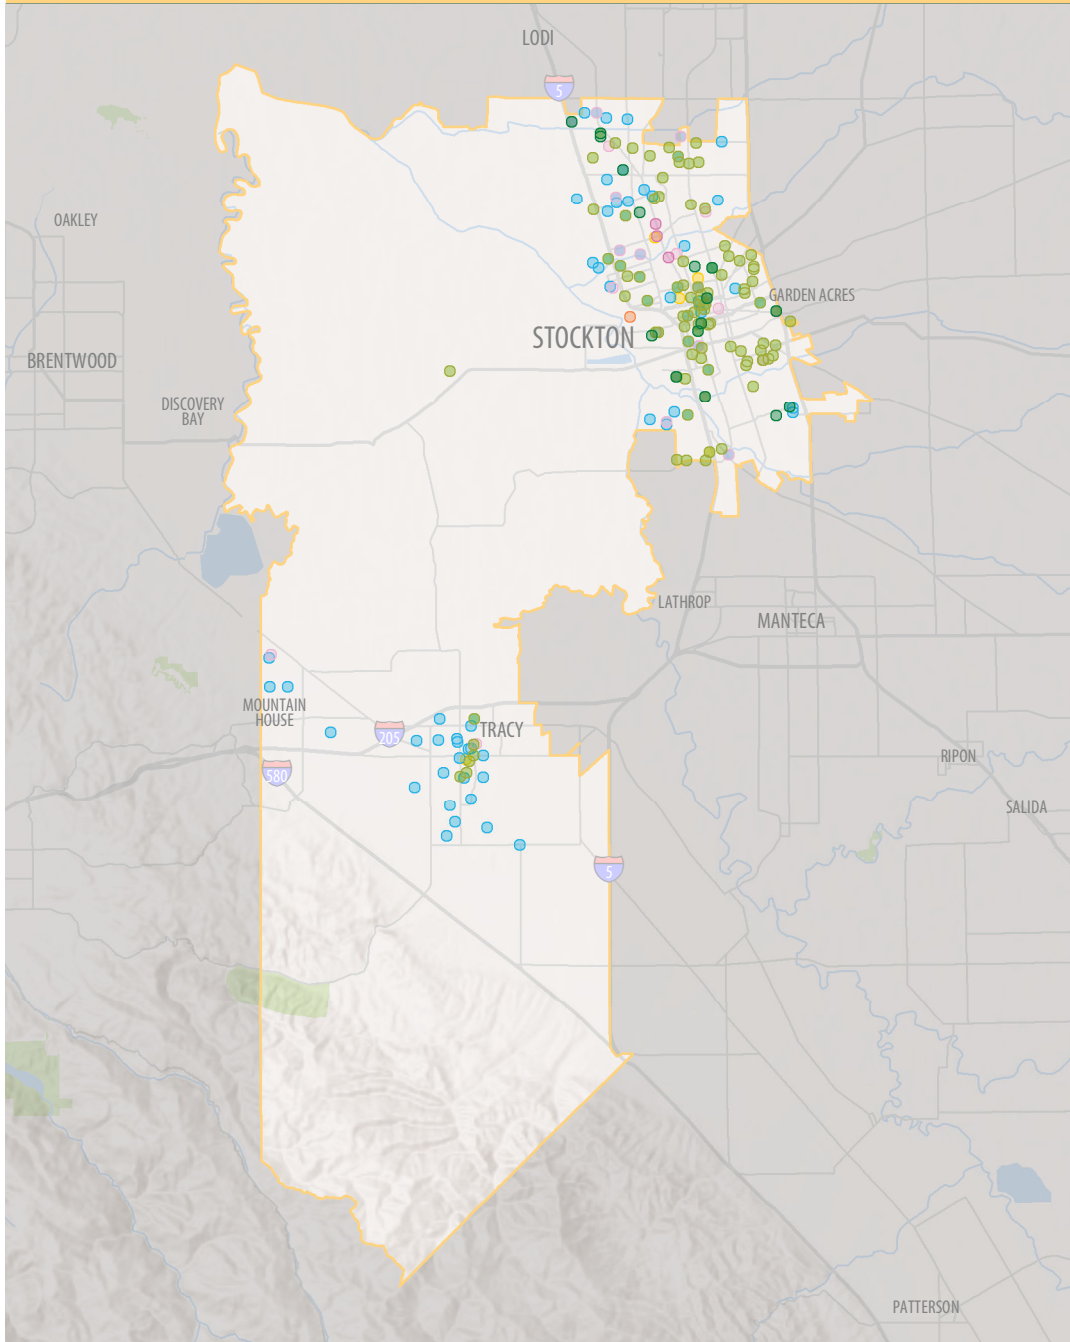 LODI
5
OAKLEY
GARDEN ACRES
STOCKTON
BRENTWOOD
DISCOVERY
BAY
LATHROP
MANTECA
MOUNTAIN
HOUSE
205
TRACY
580
RIPON
SALIDA
5
PATTERSON